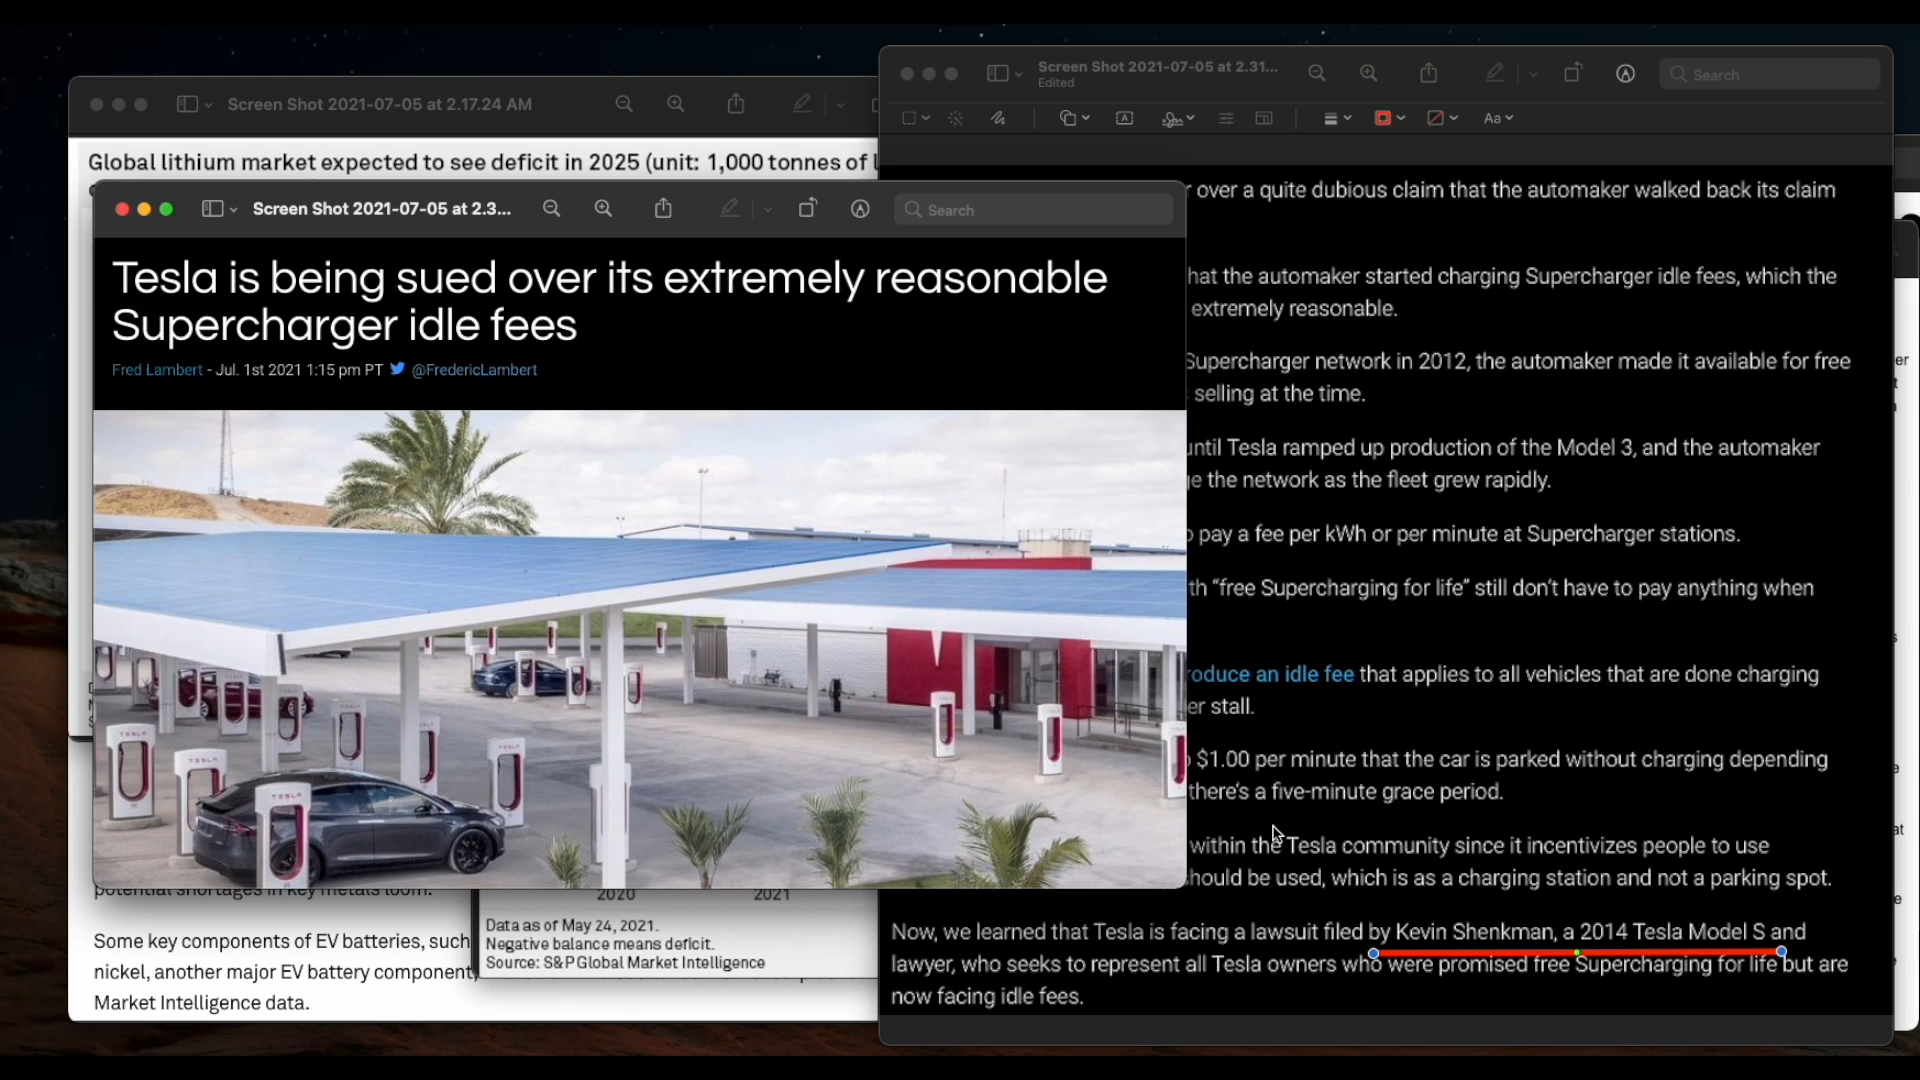 Screen Shot 2021-07-05 at 2.17.24 AM
Global lithium market expected to see deficit in 2025 (unit: 1,000 tonnes of
Screen Shot 2021-07-05 at 2.31...
Edited
Search
Aa
over a quite dubious claim that the automaker walked back its claim
hat the automaker started charging Supercharger idle fees, which the
extremely reasonable.
Supercharger network in 2012, the automaker made it available for free
selling at the time.
until Tesla ramped up production of the Model 3, and the automaker
e the network as the fleet grew rapidly.
pay a fee per kWh or per minute at Supercharger stations.
th “free Supercharging for life” still don’t have to pay anything when
roduce an idle fee that applies to all vehicles that are done charging
er stall.
$1.00 per minute that the car is parked without charging depending
there’s a five-minute grace period.
within the Tesla community since it incentivizes people to use
should be used, which is as a charging station and not a parking spot.
Now, we learned that Tesla is facing a lawsuit filed by Kevin Shenkman, a 2014 Tesla Model S and
lawyer, who seeks to represent all Tesla owners who were promised free Supercharging for life but are
now facing idle fees.
Screen Shot 2021-07-05 at 2.3...
Search
Tesla is being sued over its extremely reasonable
Supercharger idle fees
Fred Lambert - Jul. 1st 2021 1:15 pm PT @FredericLambert
TESLA
TESLA
TESLA
TESLA
potential shortages in key metals loom.
Some key components of EV batteries, such
nickel, another major EV battery component,
Market Intelligence data.
2020 2021
Data as of May 24, 2021.
Negative balance means deficit.
Source: S&P Global Market Intelligence